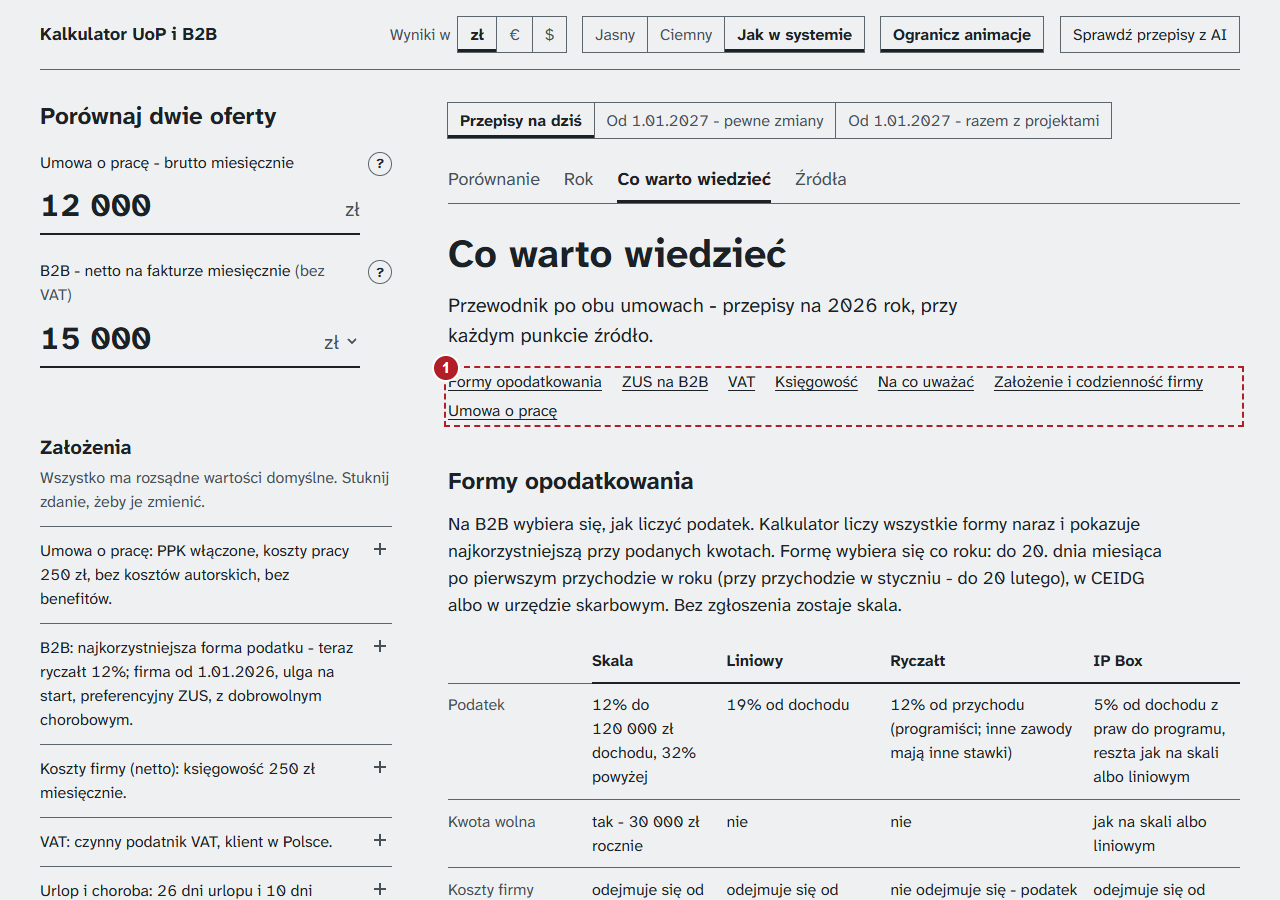 Kalkulator UoP i B2B
Wyniki w zł € $ Jasny Ciemny Jak w systemie Ogranicz animacje Sprawdź przepisy z AI
Porównaj dwie oferty
Umowa o pracę - brutto miesięcznie ?
12 000 zł
B2B - netto na fakturze miesięcznie (bez
VAT) ?
15 000 zł
Założenia
Wszystko ma rozsądne wartości domyślne. Stuknij
zdanie, żeby je zmienić.
Umowa o pracę: PPK włączone, koszty pracy
250 zł, bez kosztów autorskich, bez
benefitów.
B2B: najkorzystniejsza forma podatku - teraz
ryczałt 12%; firma od 1.01.2026, ulga na
start, preferencyjny ZUS, z dobrowolnym
chorobowym.
Koszty firmy (netto): księgowość 250 zł
miesięcznie.
VAT: czynny podatnik VAT, klient w Polsce.
Urlop i choroba: 26 dni urlopu i 10 dni
Przepisy na dziś Od 1.01.2027 - pewne zmiany Od 1.01.2027 - razem z projektami
Porównanie Rok Co warto wiedzieć Źródła
Co warto wiedzieć
Przewodnik po obu umowach - przepisy na 2026 rok, przy
każdym punkcie źródło.
1
Formy opodatkowania ZUS na B2B VAT Księgowość Na co uważać Założenie i codzienność firmy
Umowa o pracę
Formy opodatkowania
Na B2B wybiera się, jak liczyć podatek. Kalkulator liczy wszystkie formy naraz i pokazuje
najkorzystniejszą przy podanych kwotach. Formę wybiera się co roku: do 20. dnia miesiąca
po pierwszym przychodzie w roku (przy przychodzie w styczniu - do 20 lutego), w CEIDG
albo w urzędzie skarbowym. Bez zgłoszenia zostaje skala.
Skala Liniowy Ryczałt IP Box
Podatek 12% do 19% od dochodu 12% od przychodu 5% od dochodu z
120 000 zł (programiści; inne zawody praw do programu,
dochodu, 32% mają inne stawki) reszta jak na skali
powyżej albo liniowym
Kwota wolna tak - 30 000 zł nie nie jak na skali albo
rocznie liniowym
Koszty firmy odejmuje się od odejmuje się od nie odejmuje się - podatek odejmuje się od